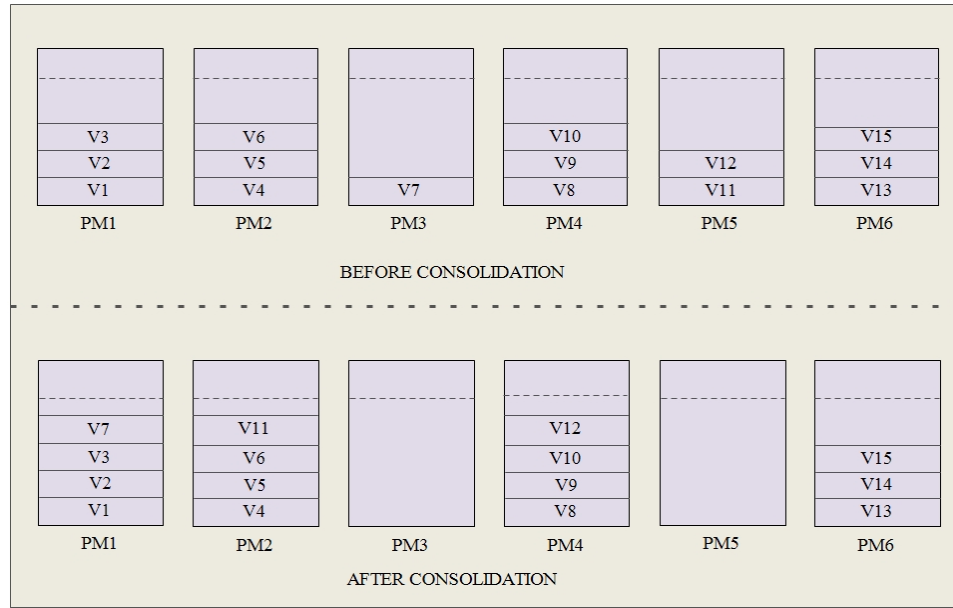 V3 V6 V10 V15
V2 V5 V9 V12 V14
V1 V4 V7 V8 V11 V13
PM1 PM2 PM3 PM4 PM5 PM6
BEFORE CONSOLIDATION
V7 V11 V12
V3 V6 V10 V15
V2 V5 V9 V14
V1 V4 V8 V13
PM1 PM2 PM3 PM4 PM5 PM6
AFTER CONSOLIDATION